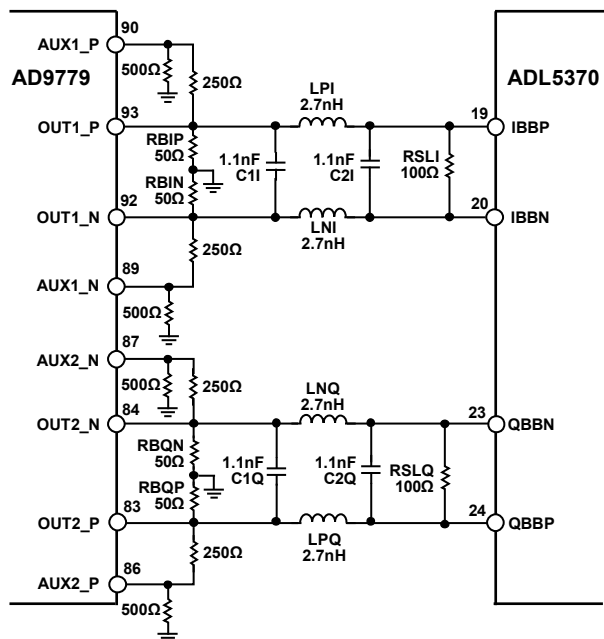 90
AUX1_P
AD9779
500Ω
250Ω
LPI
2.7nH
ADL5370
93
OUT1_P
RBIP
50Ω
1.1nF
C1I
1.1nF
C2I
RSLI
100Ω
19
IBBP
RBIN
50Ω
92
OUT1_N
LNI
2.7nH
20
IBBN
250Ω
89
AUX1_N
500Ω
87
AUX2_N
500Ω
250Ω
LNQ
2.7nH
84
OUT2_N
23
QBBN
RBQN
50Ω
1.1nF
C1Q
1.1nF
C2Q
RSLQ
100Ω
RBQP
50Ω
83
OUT2_P
LPQ
2.7nH
24
QBBP
250Ω
86
AUX2_P
500Ω